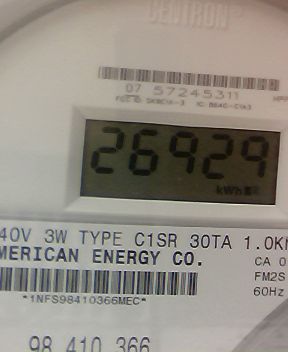 CENTRON®
07 57245311
26929
kWh
40V 3W TYPE C1SR 30TA 1.0K
MERICAN ENERGY CO.
CA 0
FM2S
60Hz
*1NFS98410366MEC*
98 410 366